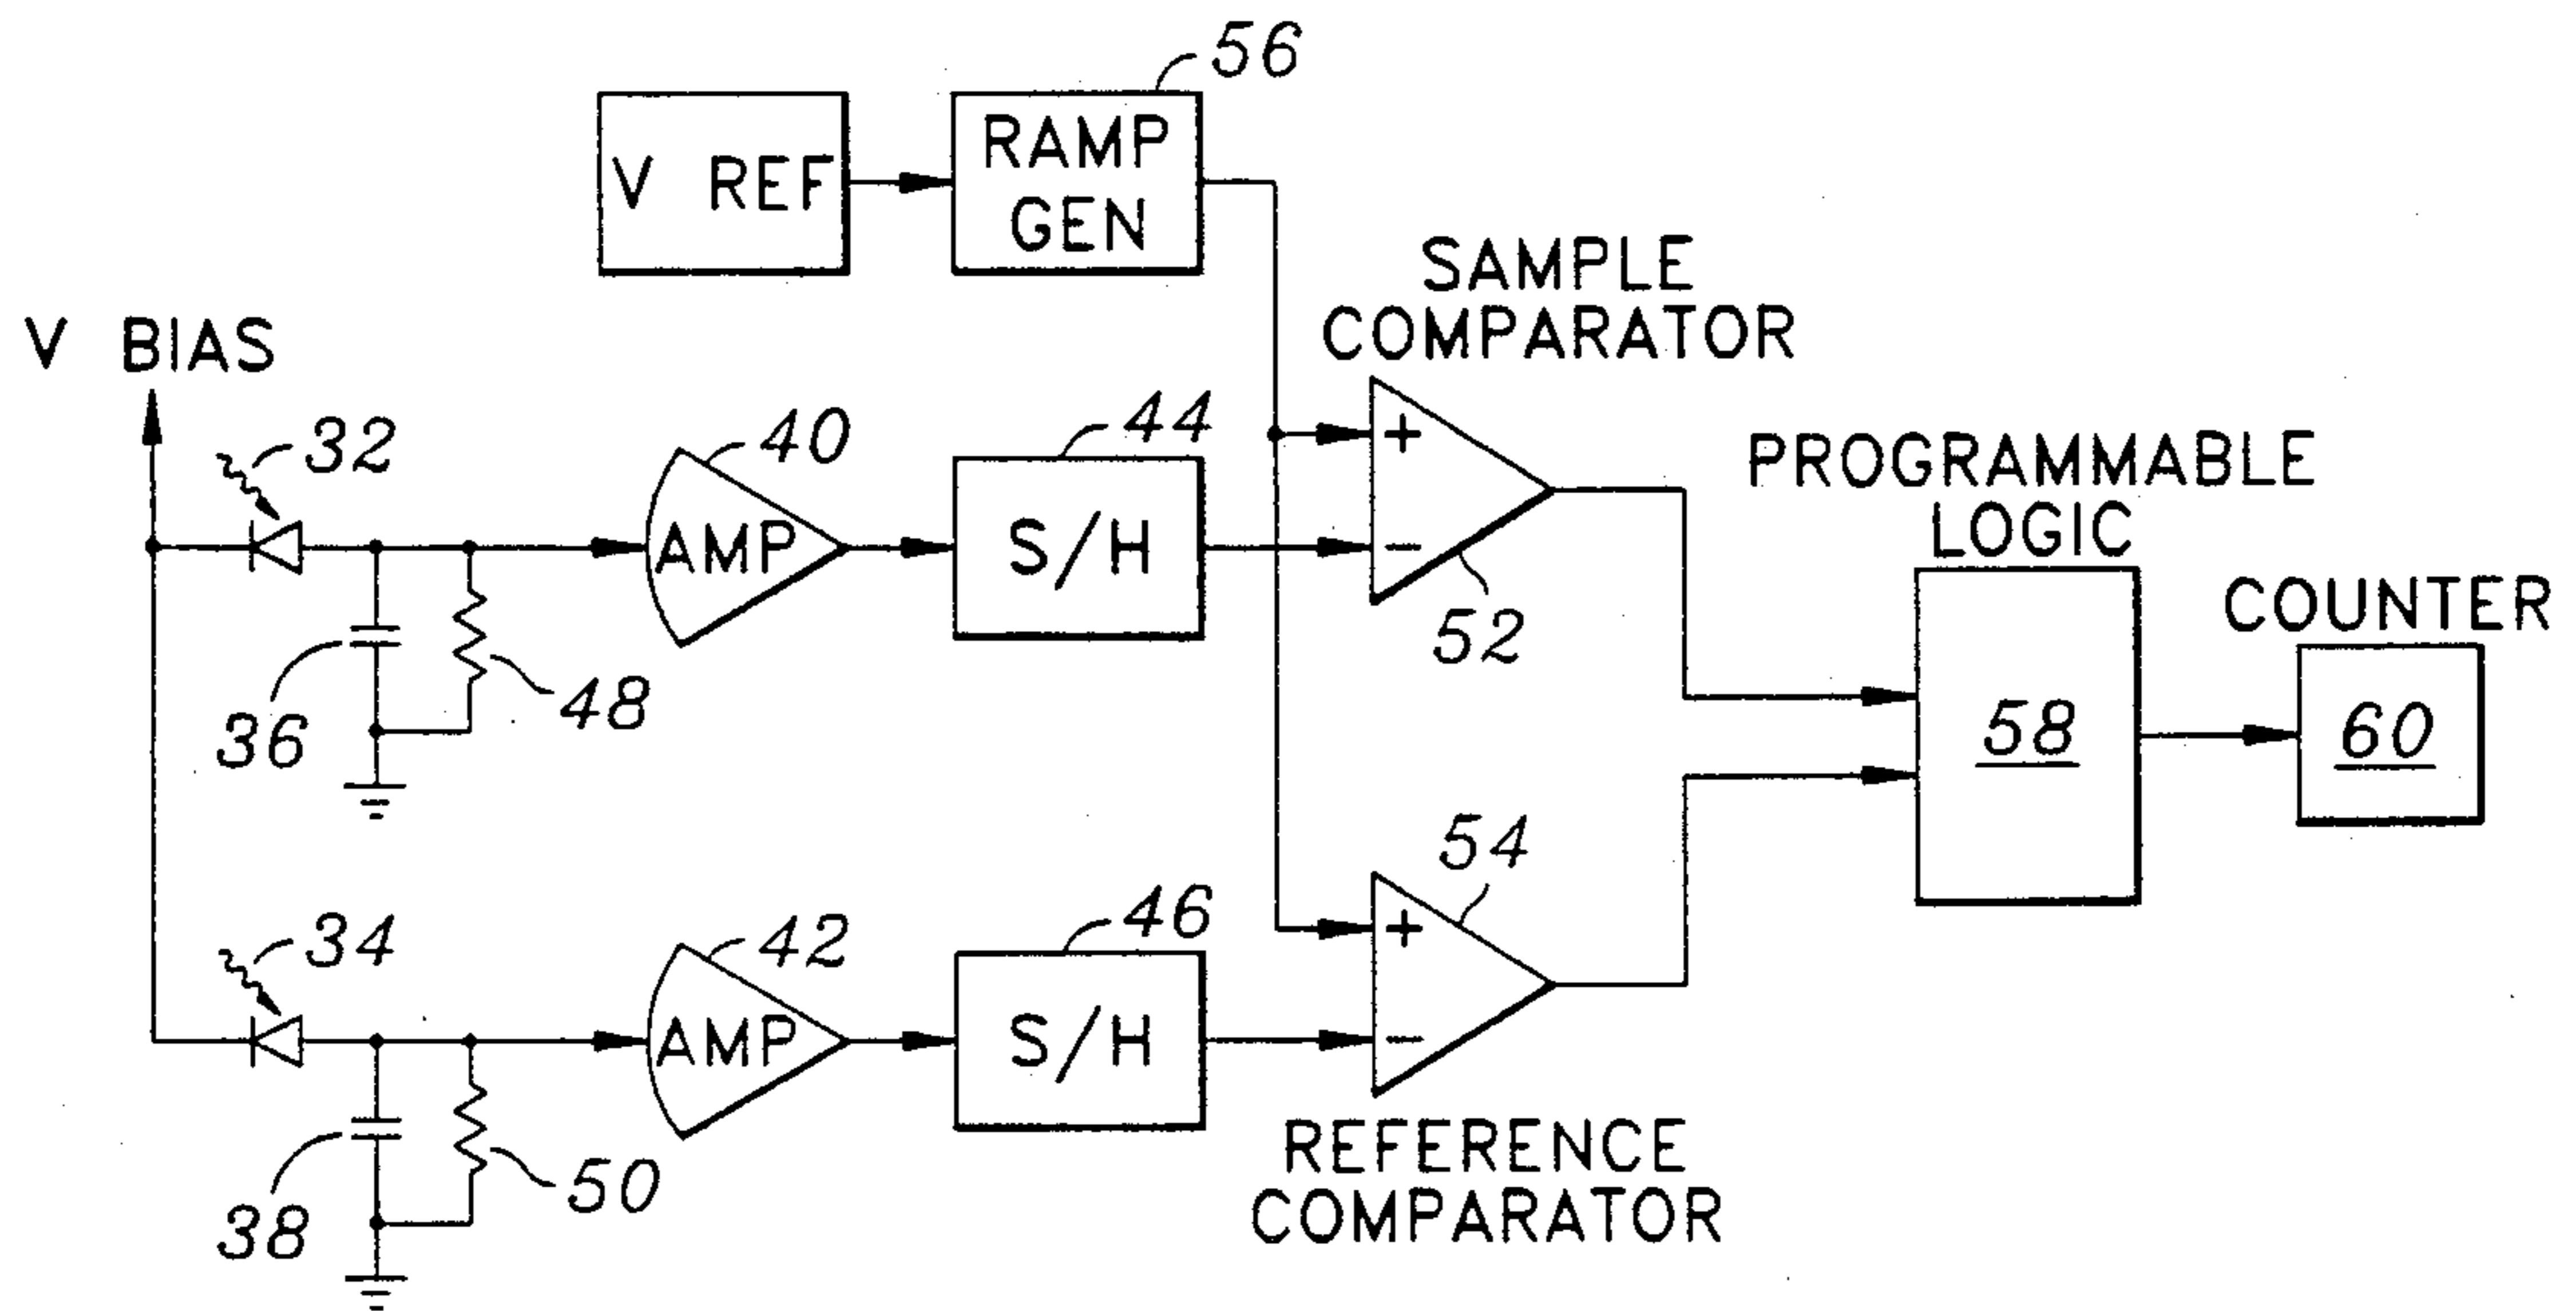 56
V REF
RAMP
GEN
SAMPLE
COMPARATOR
V BIAS
32
40
44
+
PROGRAMMABLE
LOGIC
AMP
S/H
−
52
COUNTER
36
48
58
60
34
42
46
54
+
AMP
S/H
−
38
50
REFERENCE
COMPARATOR